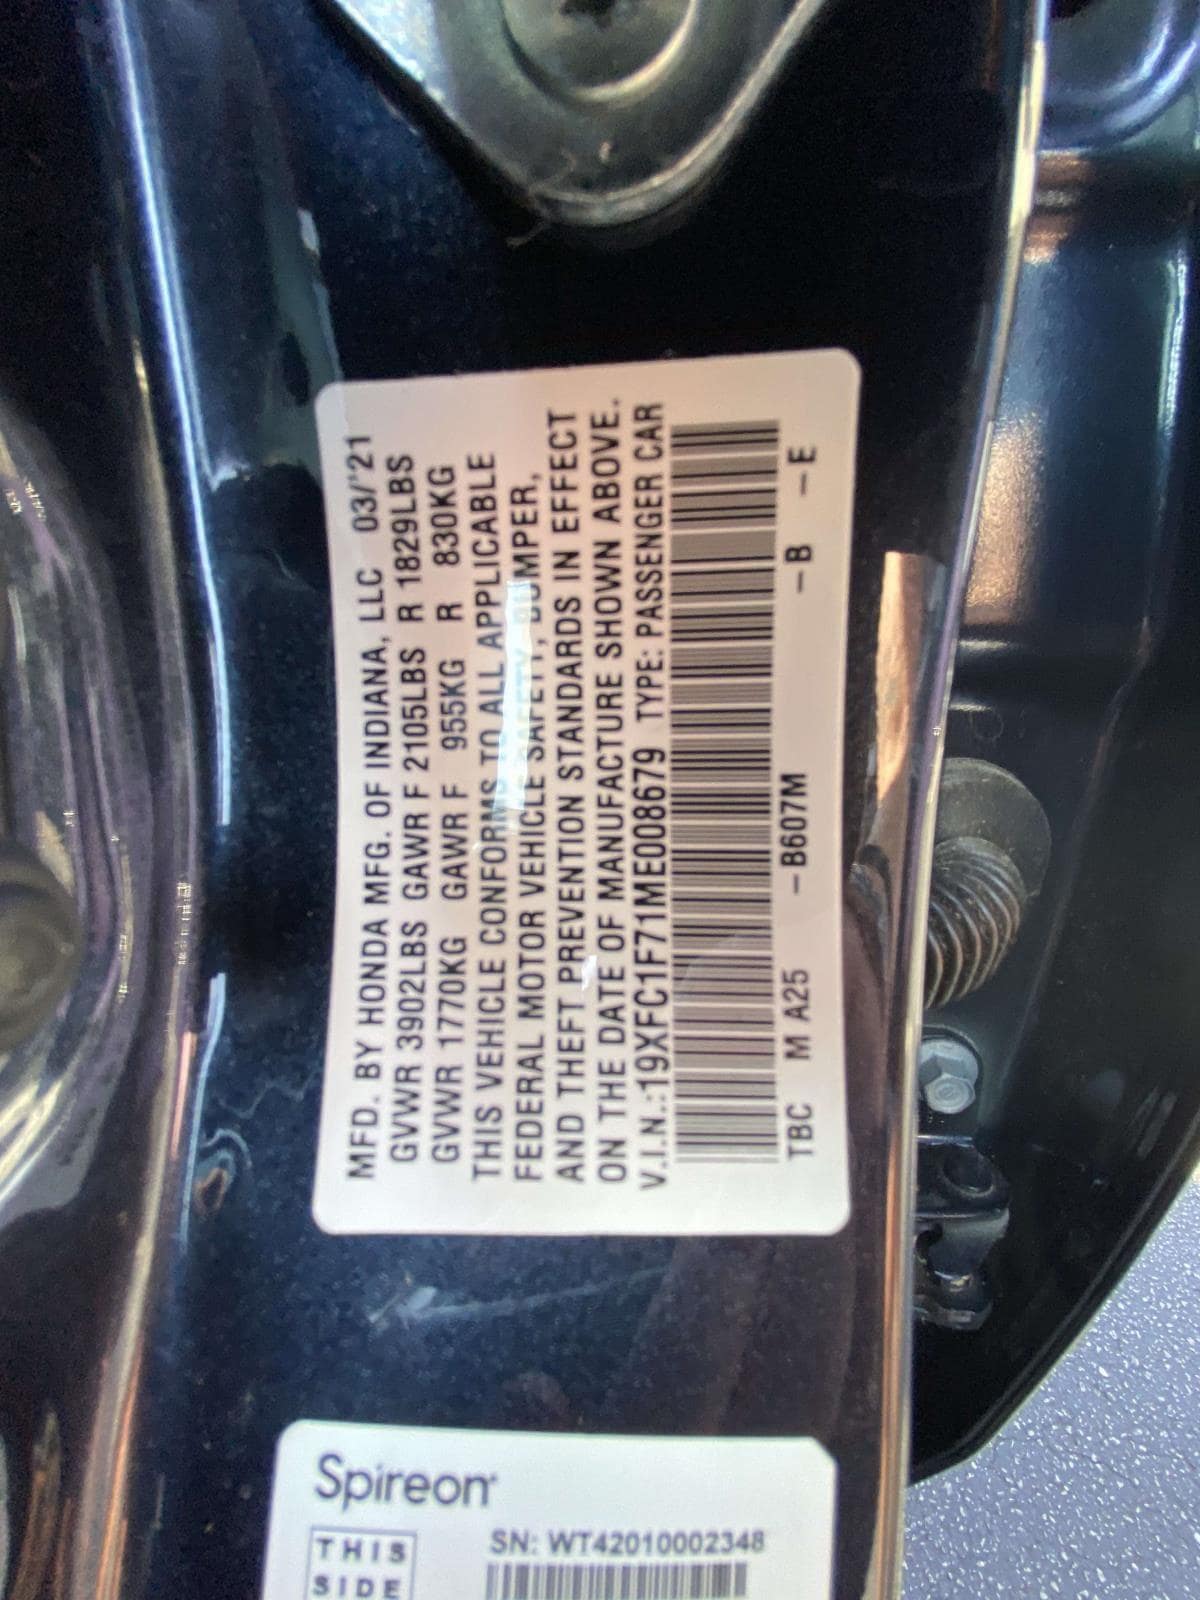 MFD. BY HONDA MFG. OF INDIANA, LLC 03/'21
GVWR 3902LBS GAWR F 2105LBS R 1829LBS
GVWR 1770KG GAWR F 955KG R 830KG
THIS VEHICLE CONFORMS TO ALL APPLICABLE
FEDERAL MOTOR VEHICLE SAFETY, BUMPER,
AND THEFT PREVENTION STANDARDS IN EFFECT
ON THE DATE OF MANUFACTURE SHOWN ABOVE.
V.I.N.:19XFC1F71ME008679 TYPE: PASSENGER CAR
TBC M A25 -B607M -B -E
Spireon
SN: WT42010002348
THIS
SIDE